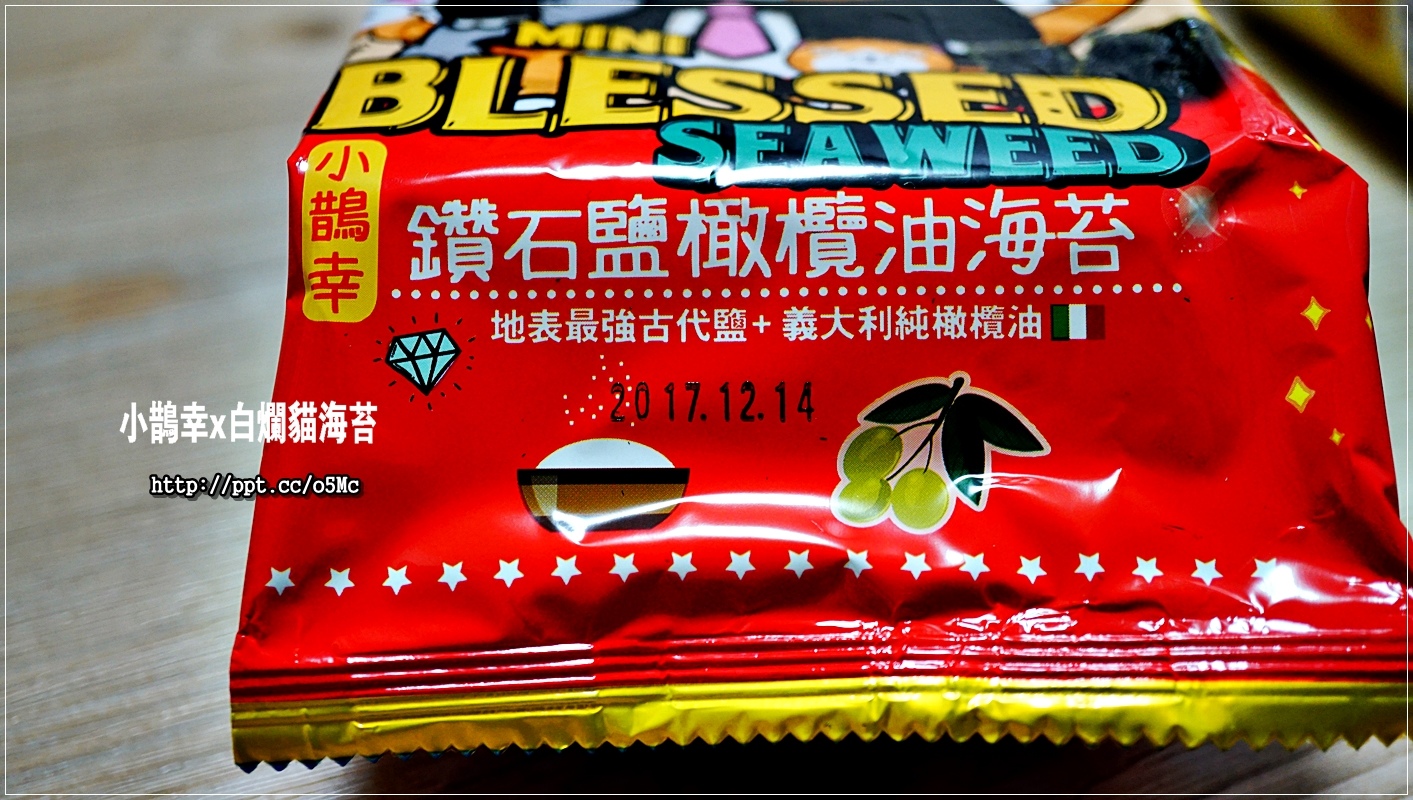 MINI
BLESSED
SEAWEED
小鵲幸
鑽石鹽橄欖油海苔
地表最強古代鹽+ 義大利純橄欖油
2017.12.14
小鵲幸x白爛貓海苔
http://ppt.cc/o5Mc